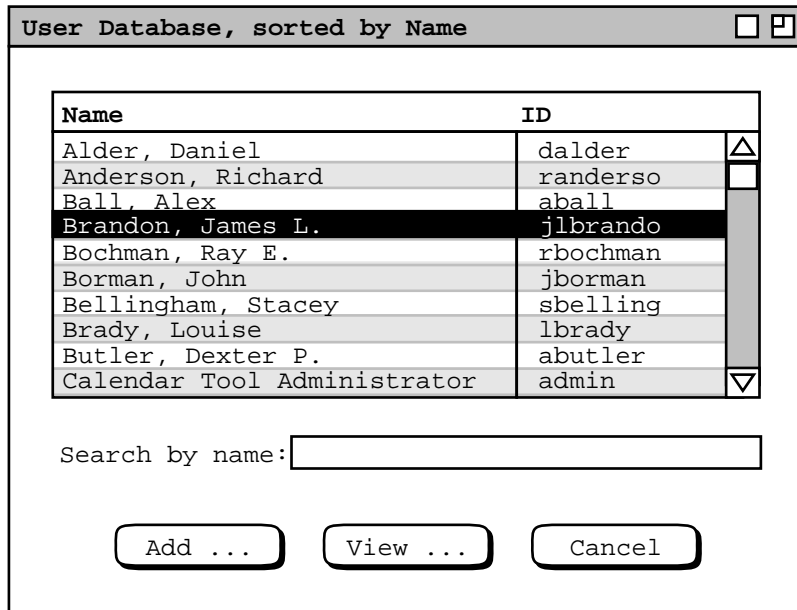 User Database, sorted by Name
Name ID
Alder, Daniel dalder
Anderson, Richard randerso
Ball, Alex aball
Brandon, James L. jlbrando
Bochman, Ray E. rbochman
Borman, John jborman
Bellingham, Stacey sbelling
Brady, Louise lbrady
Butler, Dexter P. abutler
Calendar Tool Administrator admin
Search by name:
Add ... View ... Cancel